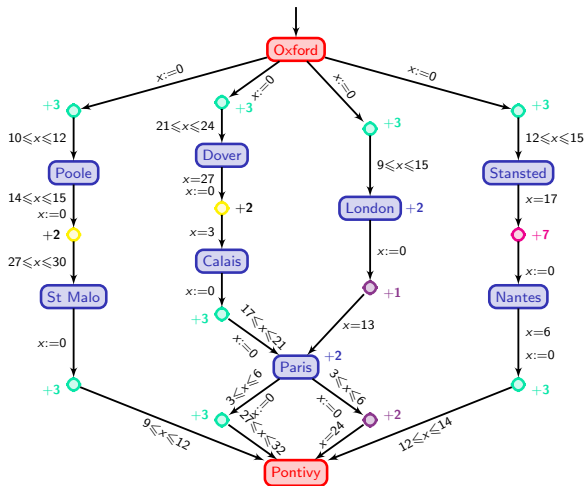 Oxford
x:=0
x:=0
x:=0
x:=0
+3
+3
+3
+3
10⩽x⩽12
21⩽x⩽24
9⩽x⩽15
12⩽x⩽15
Poole
Dover
London
+2
Stansted
14⩽x⩽15
x:=0
x=27
x:=0
x=17
+2
+2
+7
27⩽x⩽30
x=3
x:=0
x:=0
St Malo
Calais
+1
Nantes
x:=0
x:=0
+3
17⩽x⩽21
x:=0
x=13
x=6
x:=0
Paris
+2
+3
3⩽x⩽6
x:=0
3⩽x⩽6
x:=0
+3
+3
+2
9⩽x⩽12
27⩽x⩽32
x=24
12⩽x⩽14
Pontivy